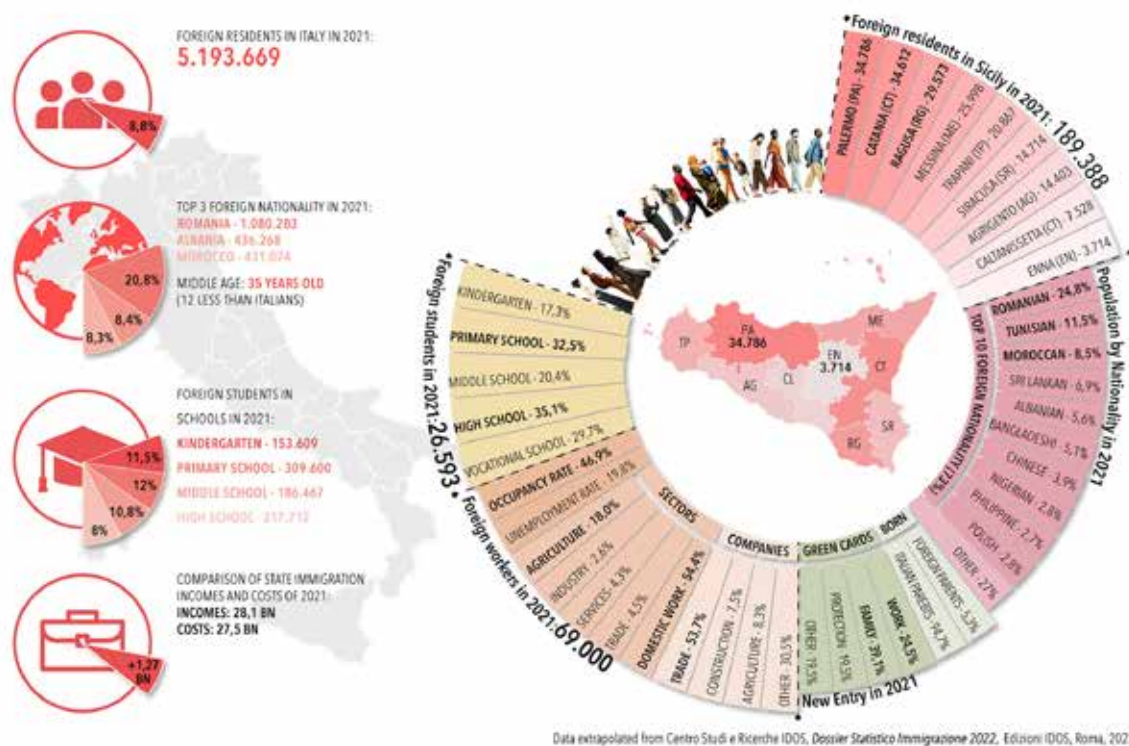 FOREIGN RESIDENTS IN ITALY IN 2021:
5.193.669
8,8%
TOP 3 FOREIGN NATIONALITY IN 2021:
ROMANIA - 1.080.283
ALBANIA - 436.268
MOROCCO - 431.074
MIDDLE AGE: 35 YEARS OLD
(12 LESS THAN ITALIANS)
20,8%
8,4%
8,3%
FOREIGN STUDENTS IN
SCHOOLS IN 2021:
KINDERGARTEN - 153.609
PRIMARY SCHOOL - 309.600
MIDDLE SCHOOL - 186.467
HIGH SCHOOL - 217.712
11,5%
12%
10,8%
8%
COMPARISON OF STATE IMMIGRATION
INCOMES AND COSTS OF 2021:
INCOMES: 28,1 BN
COSTS: 27,5 BN
+1,27
BN
Foreign residents in Sicily in 2021: 189.388
PALERMO (PA) - 34.786
CATANIA (CT) - 34.612
RAGUSA (RG) - 29.573
MESSINA (ME) - 25.998
TRAPANI (TP) - 20.867
SIRACUSA (SR) - 14.714
AGRIGENTO (AG) - 14.403
CALTANISSETTA (CT) - 7.528
ENNA (EN) - 3.714
Population by Nationality in 2021
TOP 10 FOREIGN NATIONALITY
ROMANIAN - 24,8%
TUNISIAN - 11,5%
MOROCCAN - 8,5%
SRI LANKAN - 6,9%
ALBANIAN - 5,6%
BANGLADESHI - 5,1%
CHINESE - 3,9%
NIGERIAN - 2,8%
PHILIPPINE - 2,7%
POLISH - 2,8%
OTHER - 27%
BORN
FOREIGN PARENTS - 5,3%
ITALIAN PARENTS - 94,7%
New Entry in 2021
GREEN CARDS
WORK - 24,5%
FAMILY - 39,1%
PROTECTION - 19,5%
OTHER - 19,5%
COMPANIES
TRADE - 53,7%
CONSTRUCTION - 7,5%
AGRICULTURE - 8,3%
OTHER - 30,5%
Foreign workers in 2021: 69.000
SECTORS
OCCUPANCY RATE - 46,9%
UNEMPLOYMENT RATE - 19,8%
AGRICULTURE - 18,0%
INDUSTRY - 2,6%
SERVICES - 4,3%
TRADE - 4,5%
DOMESTIC WORK - 54,4%
Foreign students in 2021: 26.593
KINDERGARTEN - 17,3%
PRIMARY SCHOOL - 32,5%
MIDDLE SCHOOL - 20,4%
HIGH SCHOOL - 35,1%
VOCATIONAL SCHOOL - 29,7%
TP
PA
34.786
ME
EN
3.714
AG
CL
CT
SR
RG
Data extrapolated from Centro Studi e Ricerche IDOS, Dossier Statistico Immigrazione 2022, Edizioni IDOS, Roma, 202